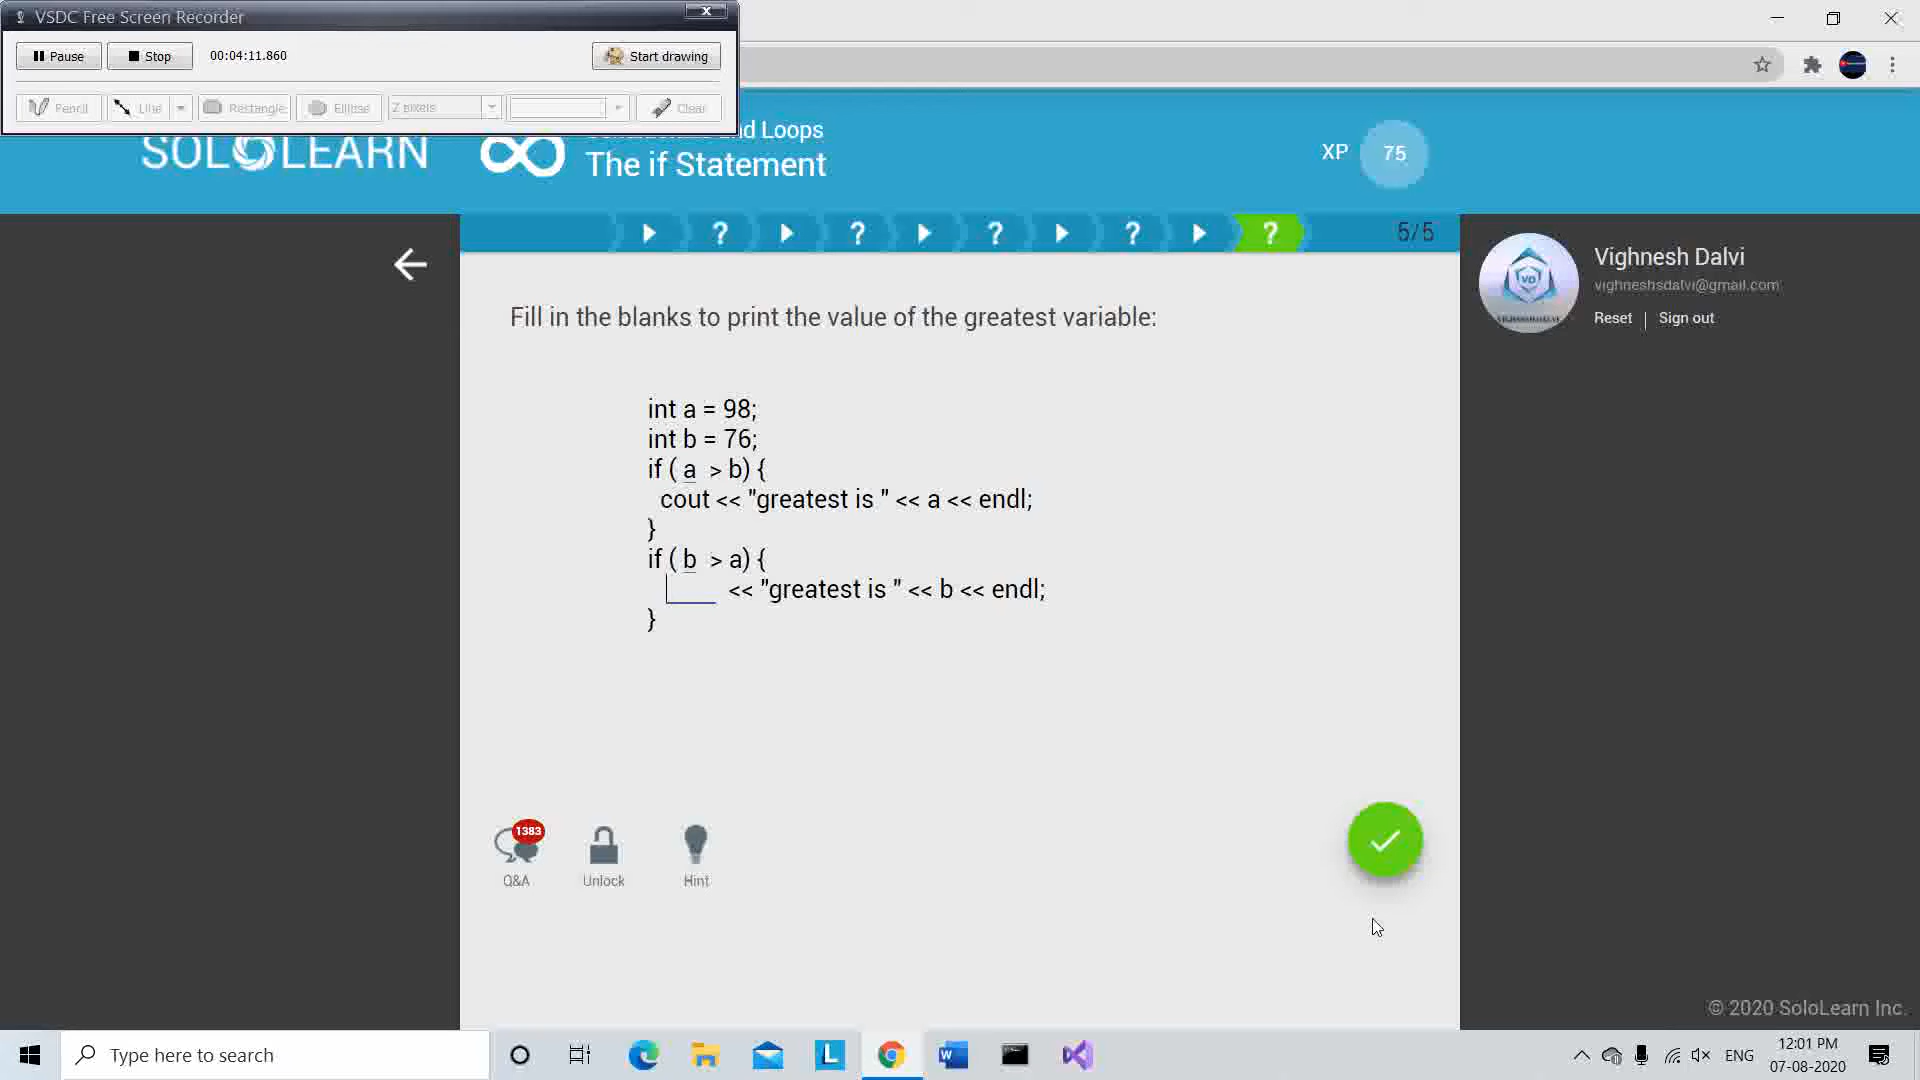 VSDC Free Screen Recorder
Pause
Stop
00:04:11.860
Start drawing
Pencil
Line
Rectangle
Ellipse
2 pixels
Clear
SOLOLEARN
nd Loops
The if Statement
XP
75
5/5
Vighnesh Dalvi
vighneshsdalvi@gmail.com
Reset | Sign out
Fill in the blanks to print the value of the greatest variable:
int a = 98;
int b = 76;
if ( a > b) {
cout << "greatest is " << a << endl;
}
if ( b > a) {
____ << "greatest is " << b << endl;
}
1383
Q&A
Unlock
Hint
© 2020 SoloLearn Inc.
Type here to search
ENG
12:01 PM
07-08-2020